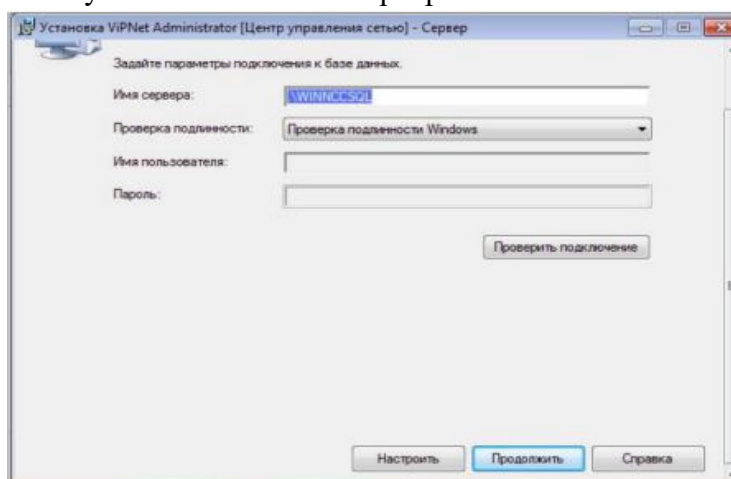 Установка ViPNet Administrator [Центр управления сетью] - Сервер
Задайте параметры подключения к базе данных.
Имя сервера: .\WINNCCSQL
Проверка подлинности: Проверка подлинности Windows
Имя пользователя:
Пароль:
Проверить подключение
Настроить Продолжить Справка